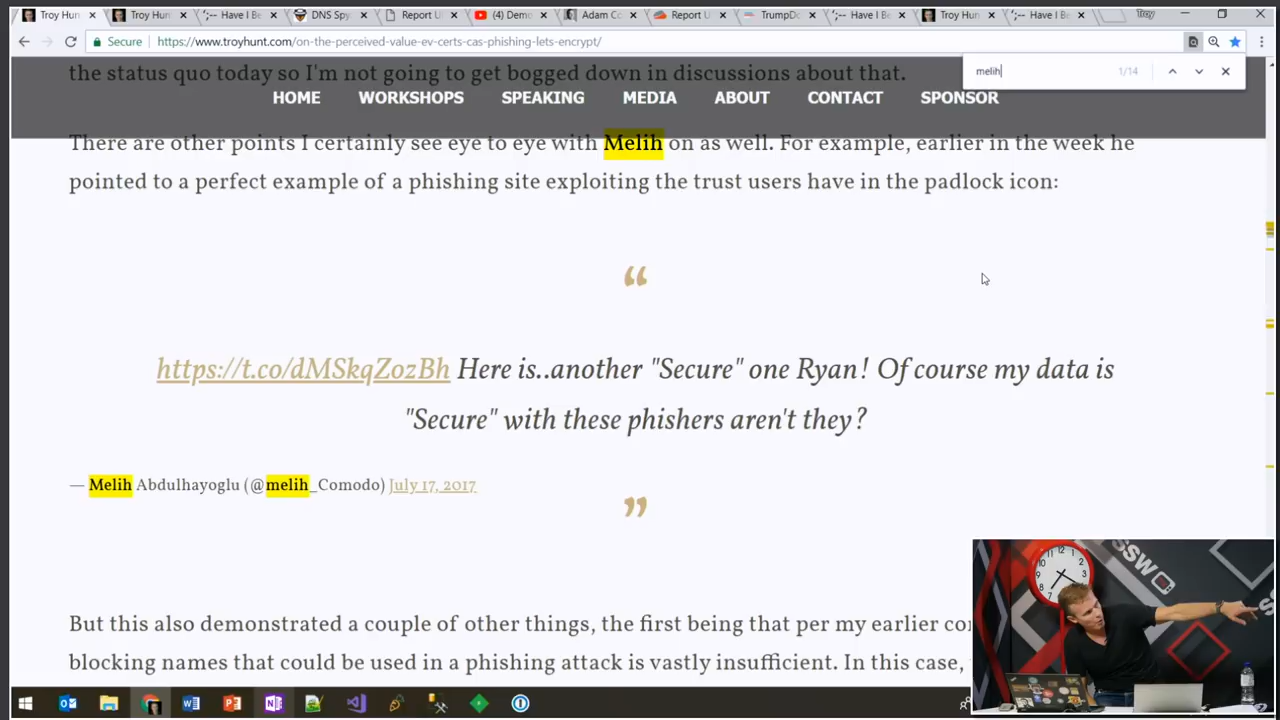 Troy Hunt
Troy Hun
';-- Have I Be
DNS Spy
Report U
(4) Demo
Adam Co
Report U
TrumpDo
';-- Have I Be
Troy Hun
';-- Have I Be
Troy
Secure https://www.troyhunt.com/on-the-perceived-value-ev-certs-cas-phishing-lets-encrypt/
melih 1/14
the status quo today so I'm not going to get bogged down in discussions about that.
HOME WORKSHOPS SPEAKING MEDIA ABOUT CONTACT SPONSOR
There are other points I certainly see eye to eye with Melih on as well. For example, earlier in the week he
pointed to a perfect example of a phishing site exploiting the trust users have in the padlock icon:
“
https://t.co/dMSkqZozBh Here is..another "Secure" one Ryan! Of course my data is
"Secure" with these phishers aren't they?
— Melih Abdulhayoglu (@melih_Comodo) July 17, 2017
”
But this also demonstrated a couple of other things, the first being that per my earlier
blocking names that could be used in a phishing attack is vastly insufficient. In this case,
SSW